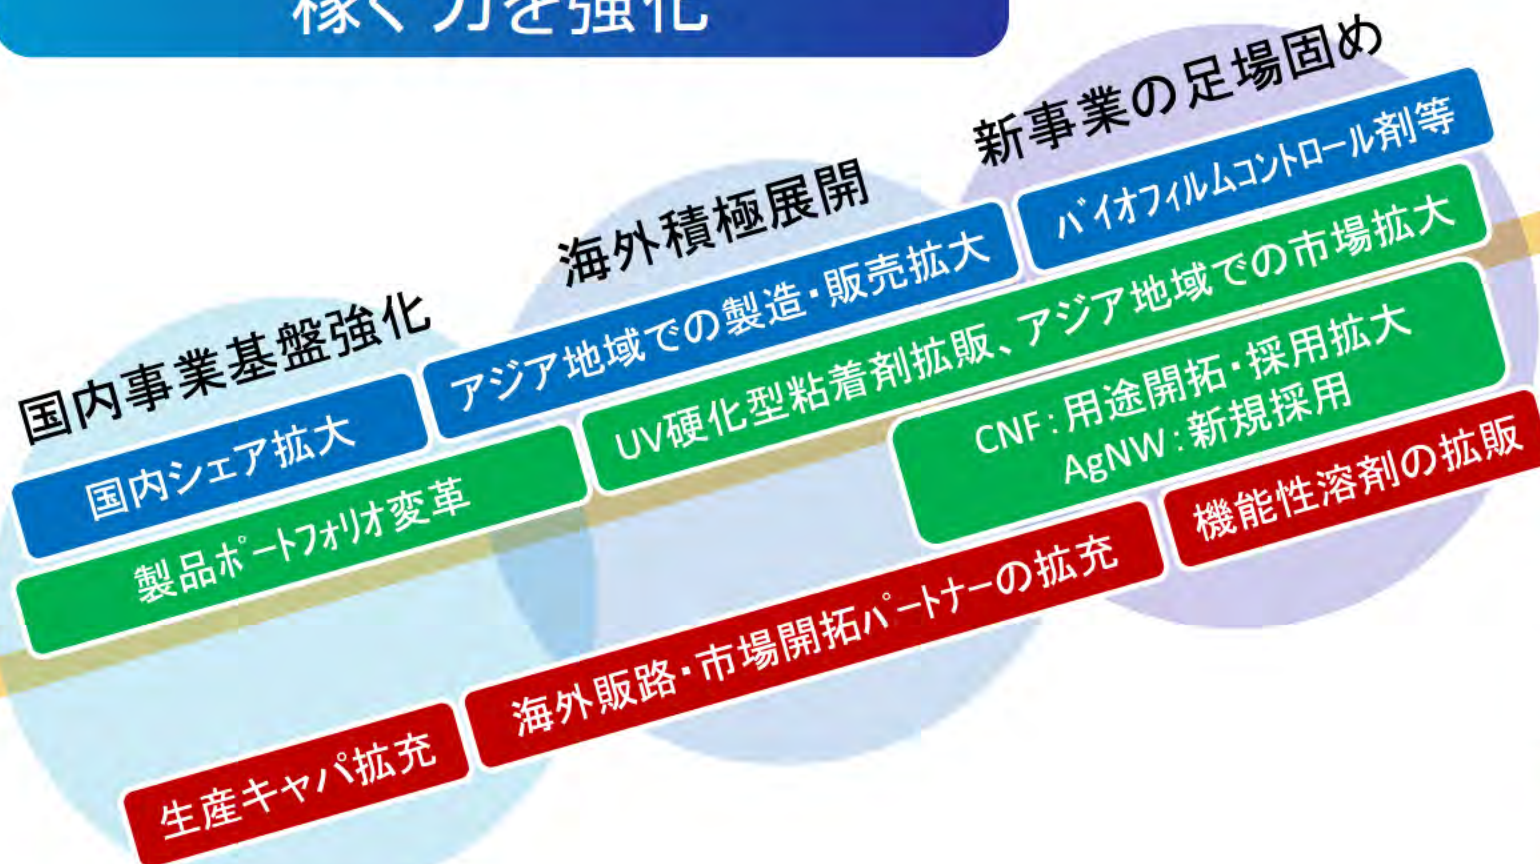 稼ぐ力を強化
新事業の足場固め
海外積極展開
国内事業基盤強化
バイオフィルムコントロール剤等
アジア地域での製造・販売拡大
国内シェア拡大
UV硬化型粘着剤拡販、アジア地域での市場拡大
製品ポートフォリオ変革
CNF:用途開拓・採用拡大
AgNW:新規採用
機能性溶剤の拡販
海外販路・市場開拓パートナーの拡充
生産キャパ拡充